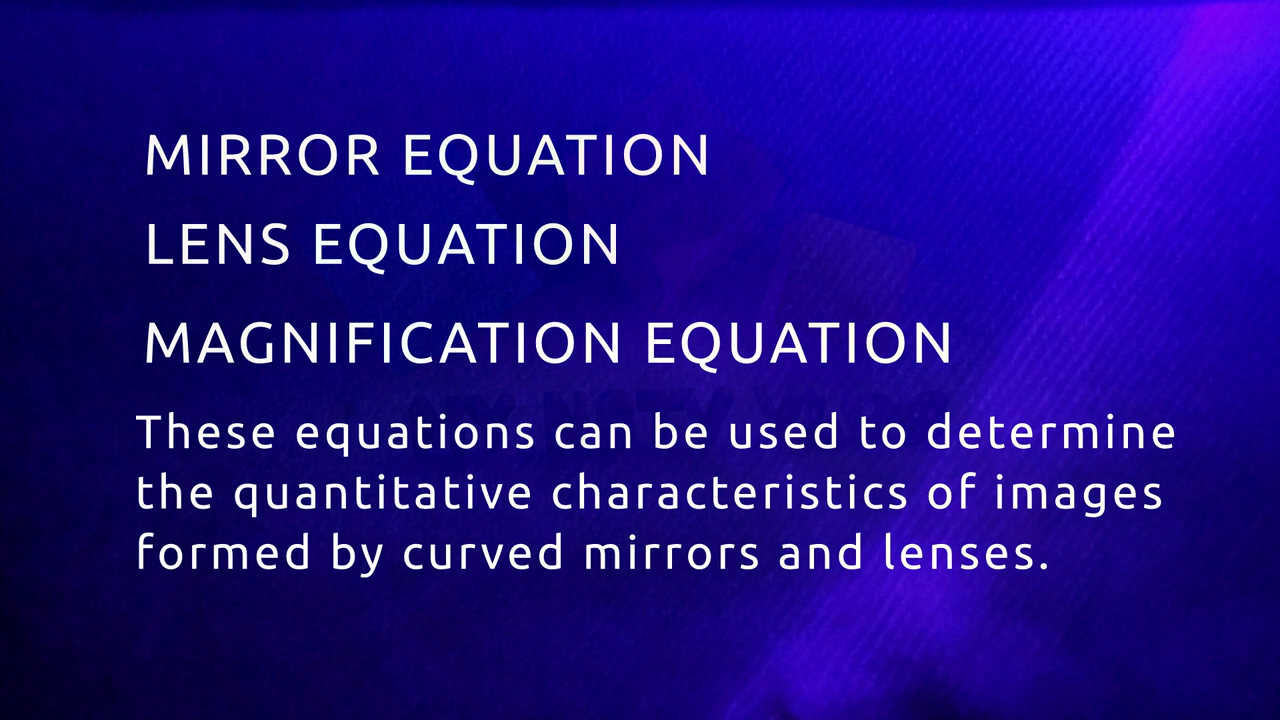 MIRROR EQUATION
LENS EQUATION
MAGNIFICATION EQUATION
These equations can be used to determine
the quantitative characteristics of images
formed by curved mirrors and lenses.